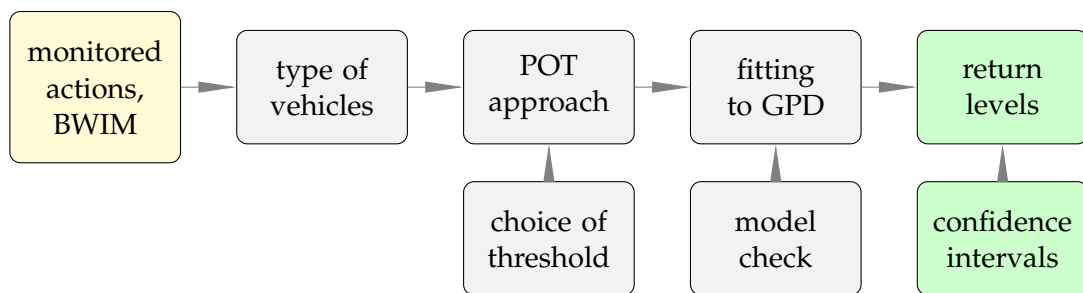 monitored
actions,
BWIM
type of
vehicles
POT
approach
fitting
to GPD
return
levels
choice of
threshold
model
check
confidence
intervals